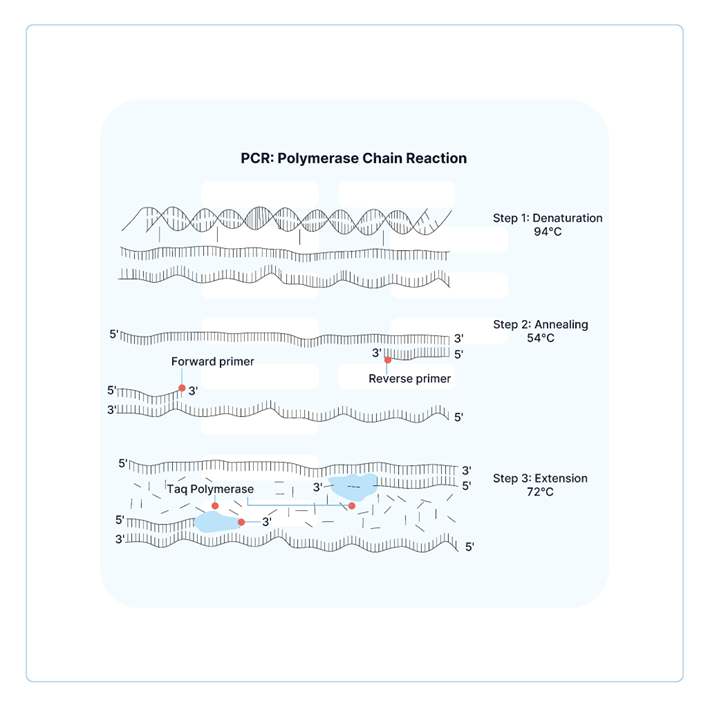 PCR: Polymerase Chain Reaction
Step 1: Denaturation
94°C
Step 2: Annealing
54°C
5'
3'
3'
5'
Forward primer
Reverse primer
5'
3'
3'
5'
Step 3: Extension
72°C
5'
3'
3'
5'
Taq Polymerase
5'
3'
3'
5'